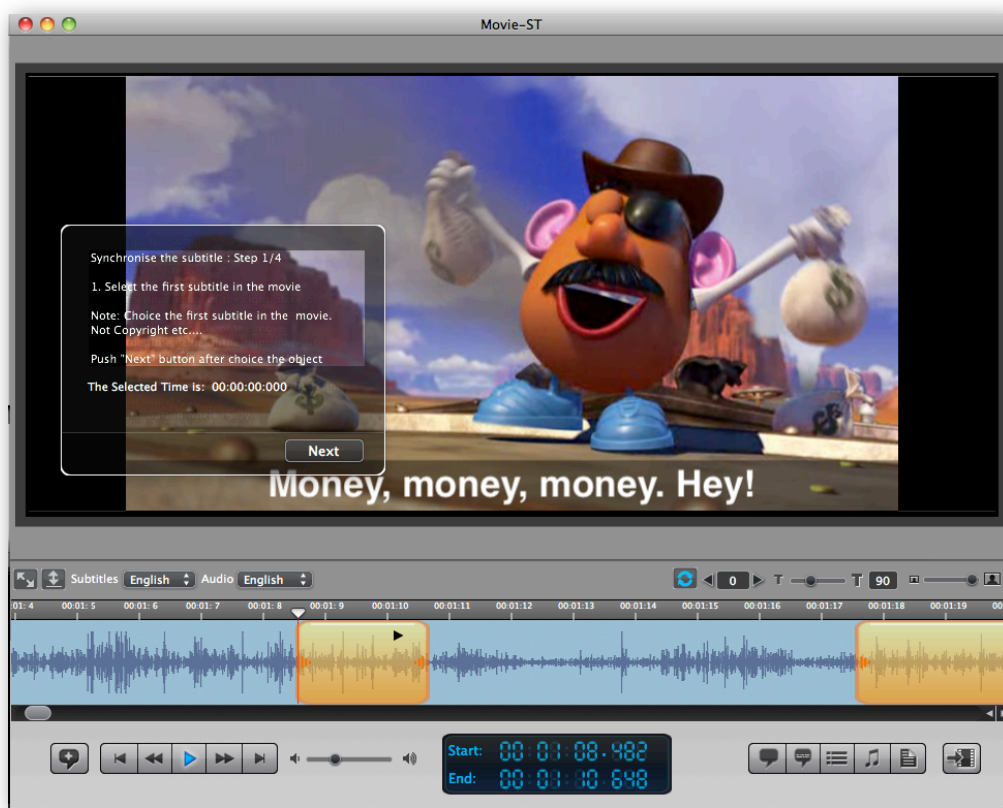 Movie-ST
Synchronise the subtitle : Step 1/4
1. Select the first subtitle in the movie
Note: Choice the first subtitle in the movie.
Not Copyright etc....
Push "Next" button after choice the object
The Selected Time is: 00:00:00:000
Next
Money, money, money. Hey!
Subtitles English Audio English 0 T T 90
01: 4 00:01: 5 00:01: 6 00:01: 7 00:01: 8 00:01: 9 00:01:10 00:01:11 00:01:12 00:01:13 00:01:14 00:01:15 00:01:16 00:01:17 00:01:18 00:01:19 00
Start: 00:01:08.482
End: 00:01:10.648